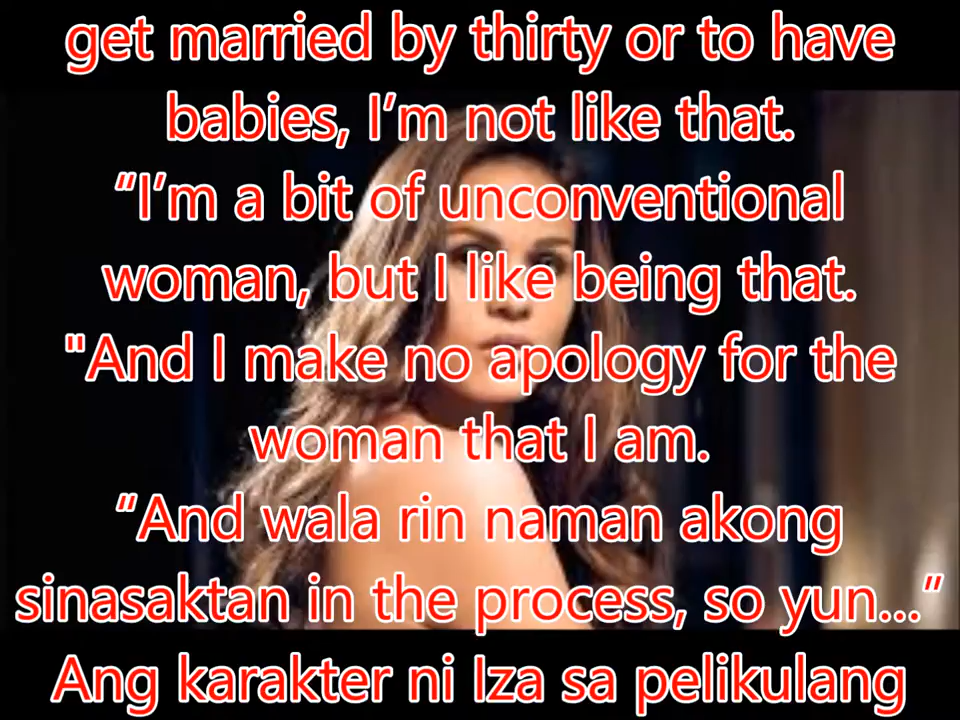 get married by thirty or to have
babies, I’m not like that.
“I’m a bit of unconventional
woman, but I like being that.
"And I make no apology for the
woman that I am.
“And wala rin naman akong
sinasaktan in the process, so yun...”
Ang karakter ni Iza sa pelikulang